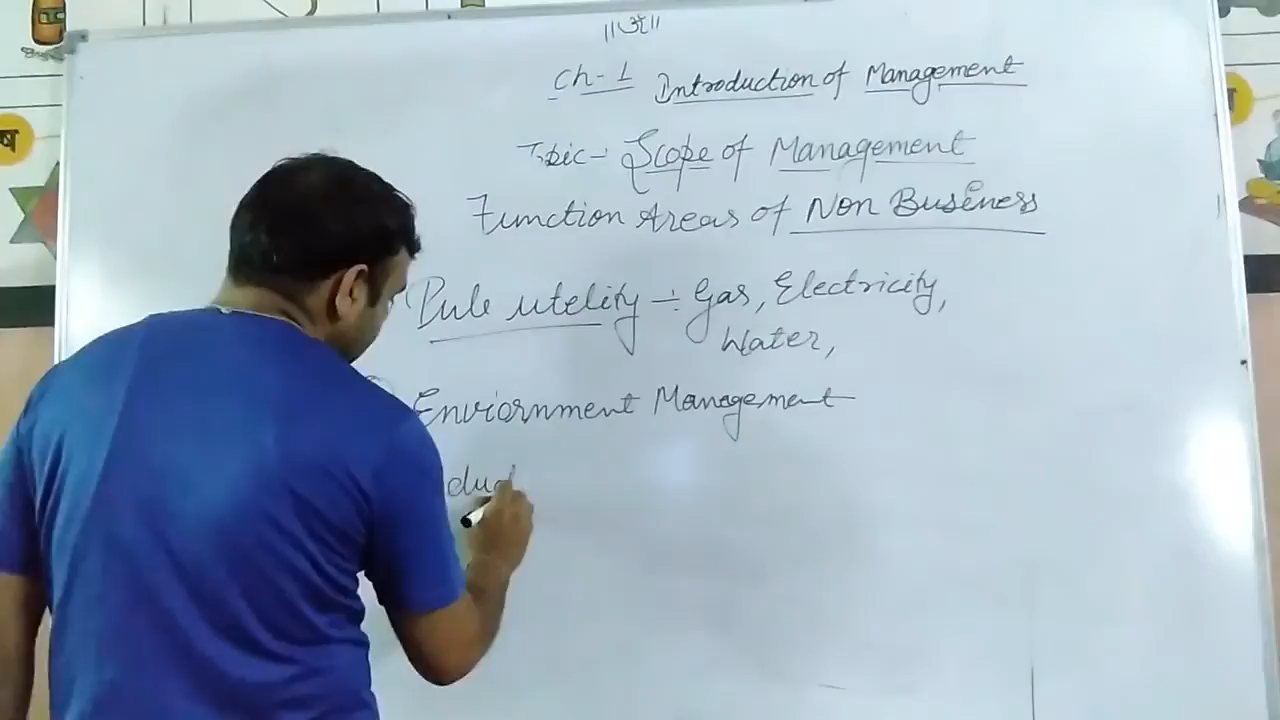 ||ॐ||
Ch-1 Introduction of Management
Topic- Scope of Management
Function Areas of Non Business
Pule utelity ÷ Gas, Electricity,
Water,
Enviornment Management